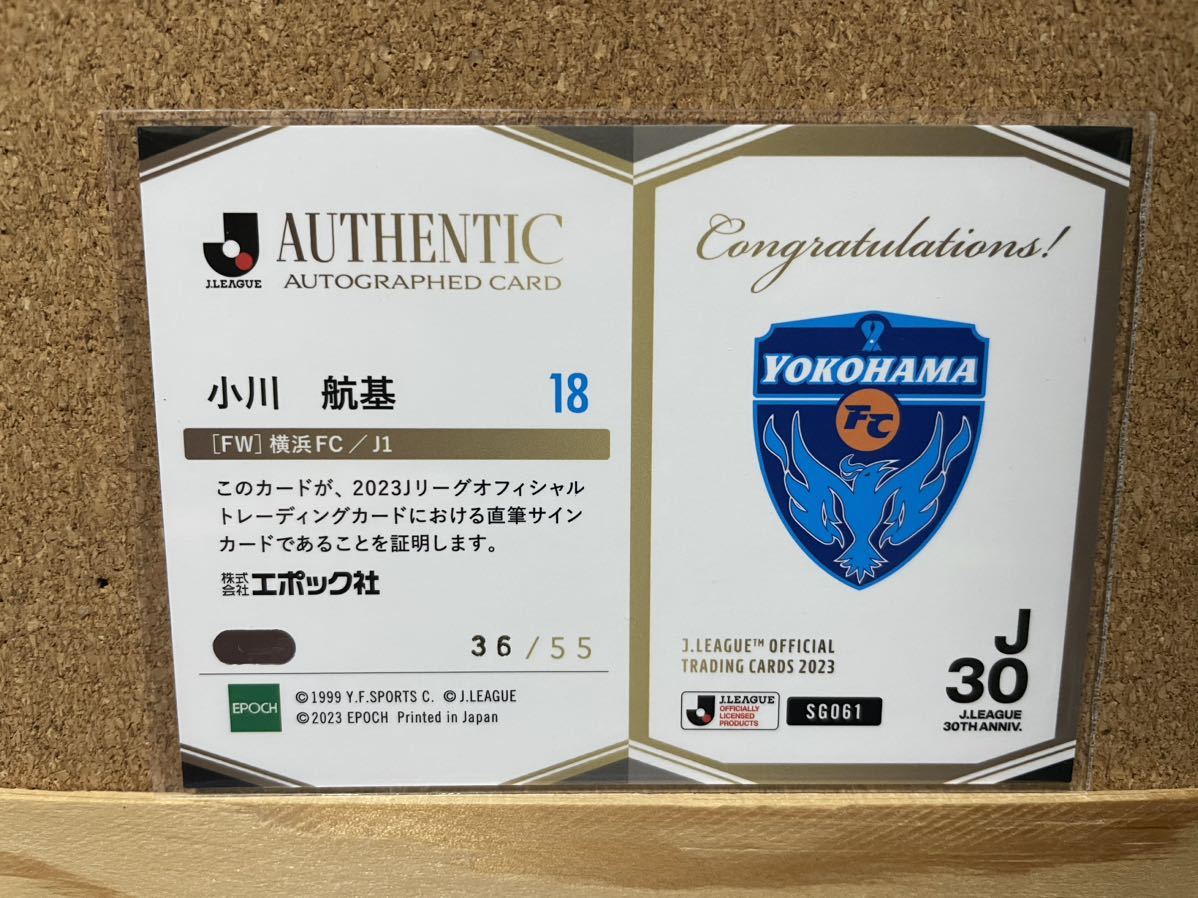 J.LEAGUE
AUTHENTIC
AUTOGRAPHED CARD
小川 航基 18
[FW] 横浜FC／J1
このカードが、2023Jリーグオフィシャル
トレーディングカードにおける直筆サイン
カードであることを証明します。
株式会社エポック社
36/55
EPOCH
©1999 Y.F.SPORTS C. ©J.LEAGUE
©2023 EPOCH Printed in Japan
Congratulations!
YOKOHAMA
FC
J.LEAGUE™ OFFICIAL
TRADING CARDS 2023
J.LEAGUE
OFFICIALLY
LICENSED
PRODUCTS
SG061
J
30
J.LEAGUE
30TH ANNIV.